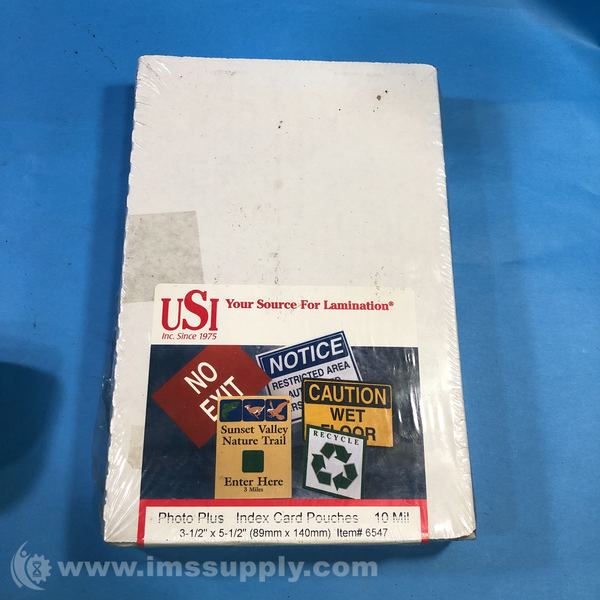 USI Your Source For Lamination®
Inc. Since 1975
NO
EXIT
NOTICE
RESTRICTED AREA
CAUTION
WET
FLOOR
Sunset Valley
Nature Trail
Enter Here
3 Miles
RECYCLE
Photo Plus Index Card Pouches 10 Mil
3-1/2" x 5-1/2" (89mm x 140mm) Item# 6547
www.imssupply.com